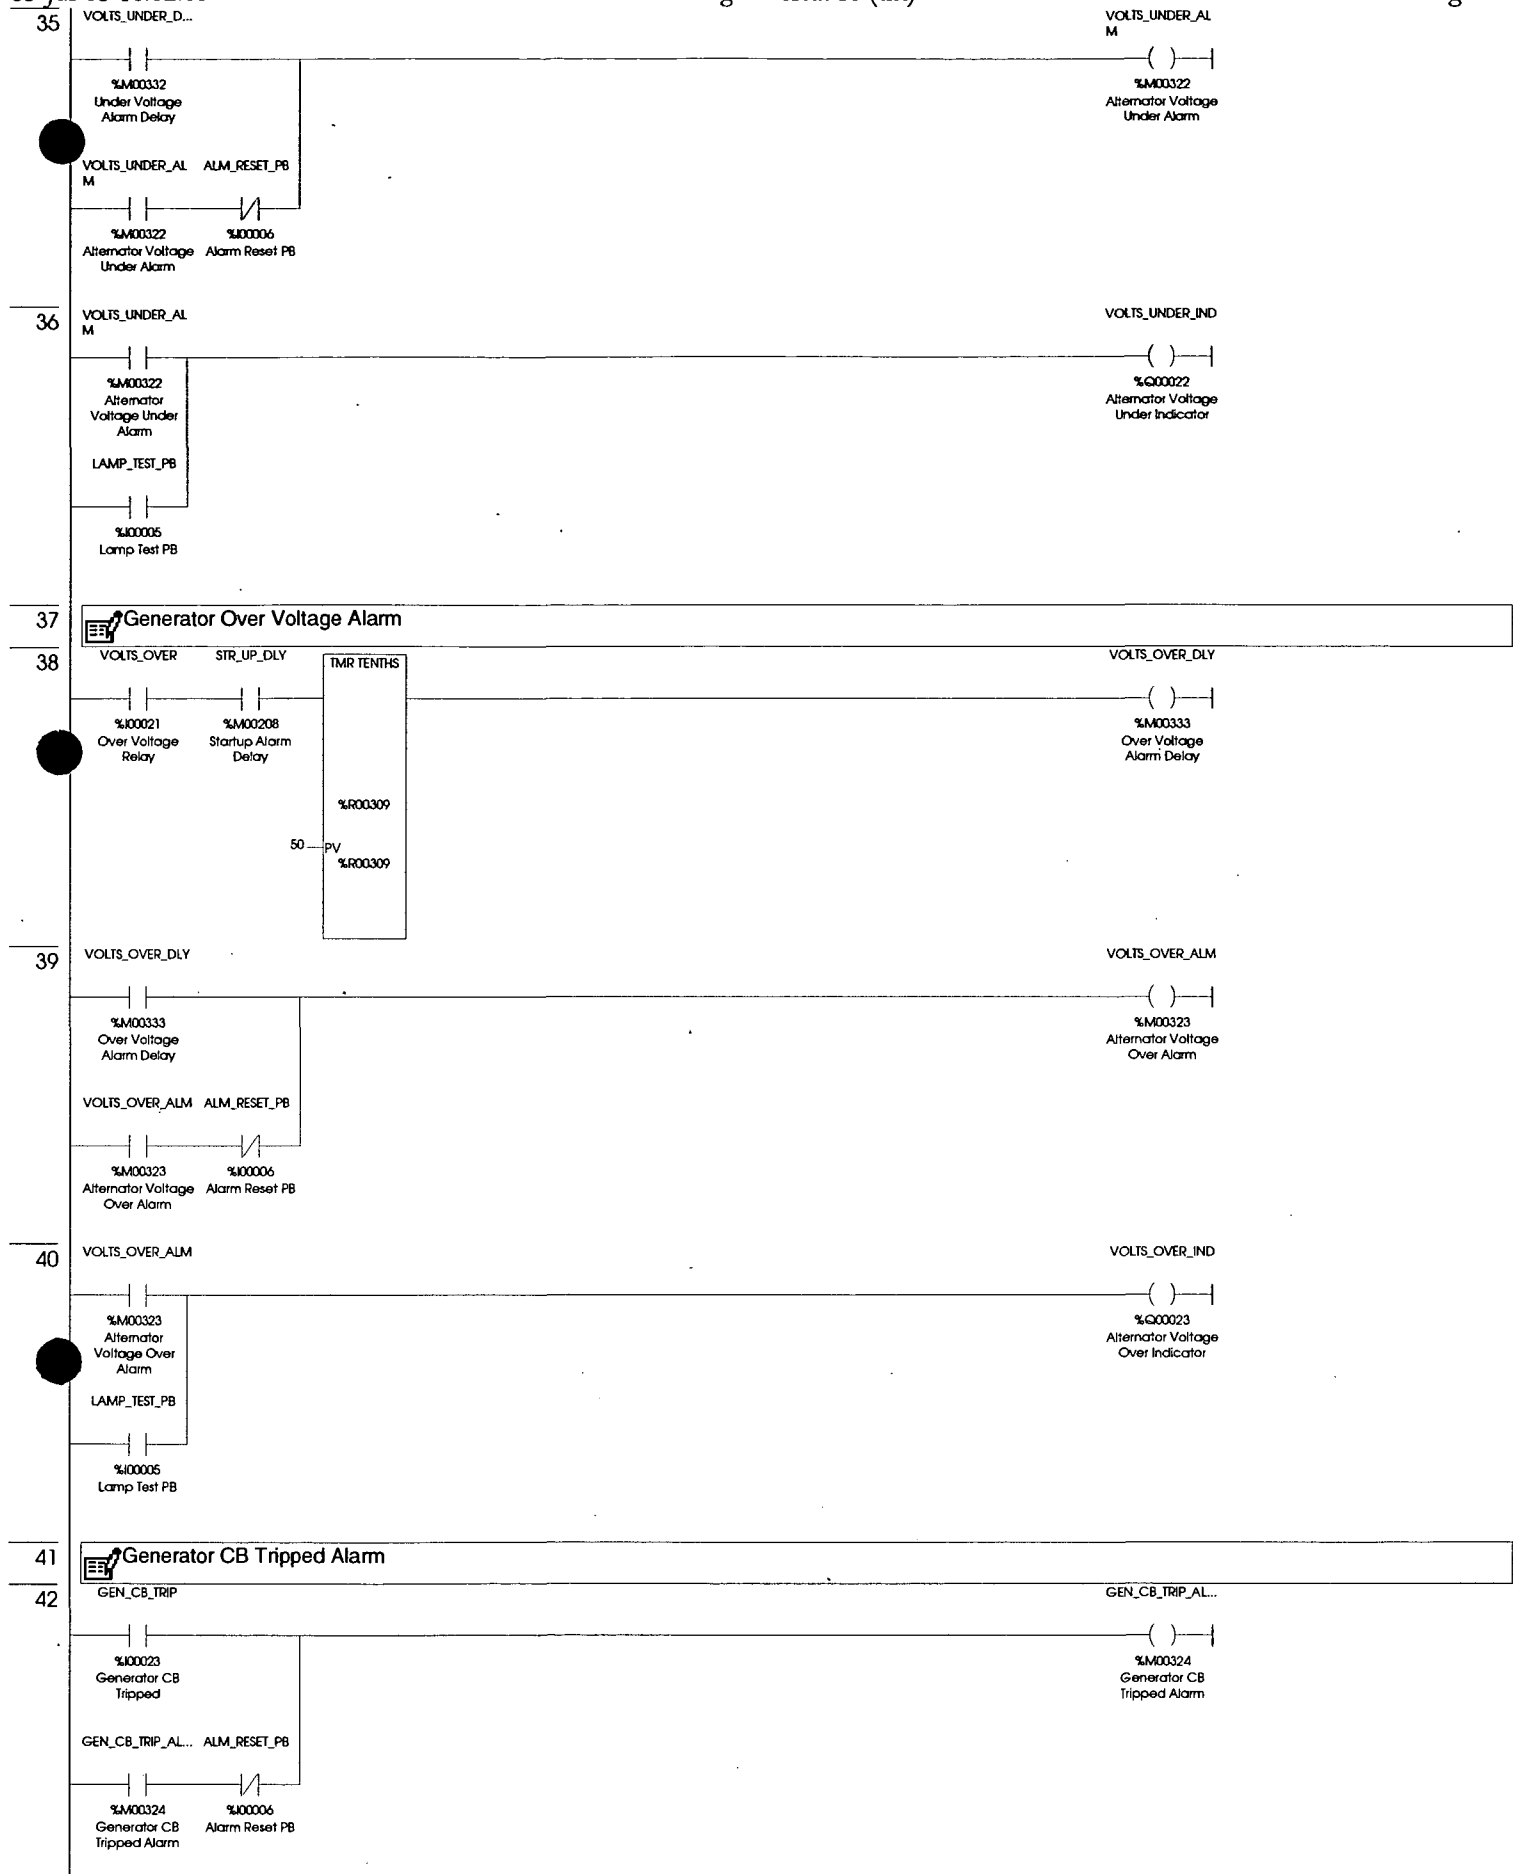 35
VOLTS_UNDER_D...
VOLTS_UNDER_AL
M
%M00332
Under Voltage
Alarm Delay
%M00322
Alternator Voltage
Under Alarm
VOLTS_UNDER_AL
M
ALM_RESET_PB
%M00322
Alternator Voltage
Under Alarm
%I00006
Alarm Reset PB
36
VOLTS_UNDER_AL
M
VOLTS_UNDER_IND
%M00322
Alternator
Voltage Under
Alarm
%Q00022
Alternator Voltage
Under Indicator
LAMP_TEST_PB
%I00005
Lamp Test PB
37
Generator Over Voltage Alarm
38
VOLTS_OVER
STR_UP_DLY
TMR TENTHS
VOLTS_OVER_DLY
%I00021
Over Voltage
Relay
%M00208
Startup Alarm
Delay
%M00333
Over Voltage
Alarm Delay
%R00309
50
PV
%R00309
39
VOLTS_OVER_DLY
VOLTS_OVER_ALM
%M00333
Over Voltage
Alarm Delay
%M00323
Alternator Voltage
Over Alarm
VOLTS_OVER_ALM
ALM_RESET_PB
%M00323
Alternator Voltage
Over Alarm
%I00006
Alarm Reset PB
40
VOLTS_OVER_ALM
VOLTS_OVER_IND
%M00323
Alternator
Voltage Over
Alarm
%Q00023
Alternator Voltage
Over Indicator
LAMP_TEST_PB
%I00005
Lamp Test PB
41
Generator CB Tripped Alarm
42
GEN_CB_TRIP
GEN_CB_TRIP_AL...
%I00023
Generator CB
Tripped
%M00324
Generator CB
Tripped Alarm
GEN_CB_TRIP_AL...
ALM_RESET_PB
%M00324
Generator CB
Tripped Alarm
%I00006
Alarm Reset PB